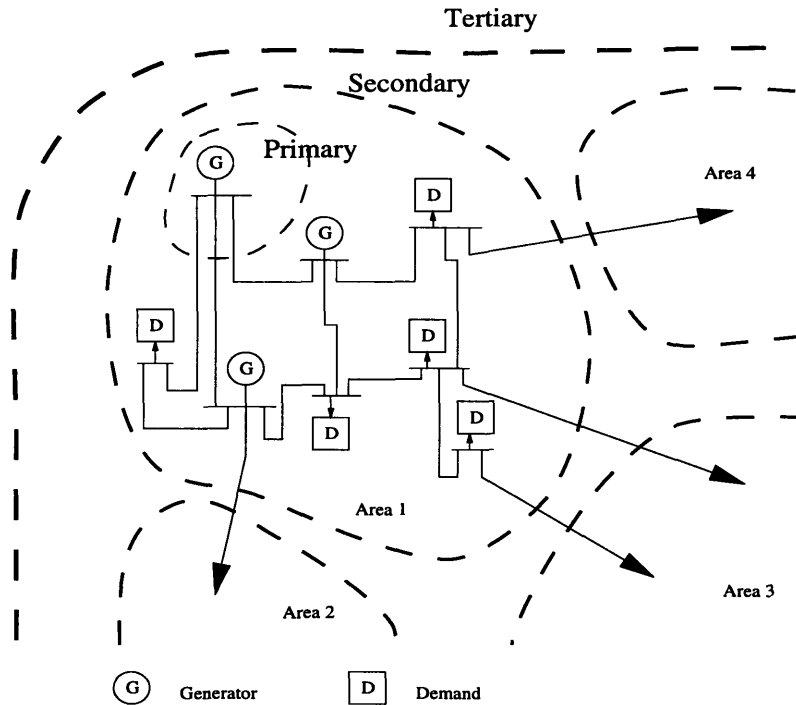 Tertiary
Secondary
Primary
G
Area 4
D
G
D
D
G
D
D
Area 1
Area 2
Area 3
G Generator
D Demand